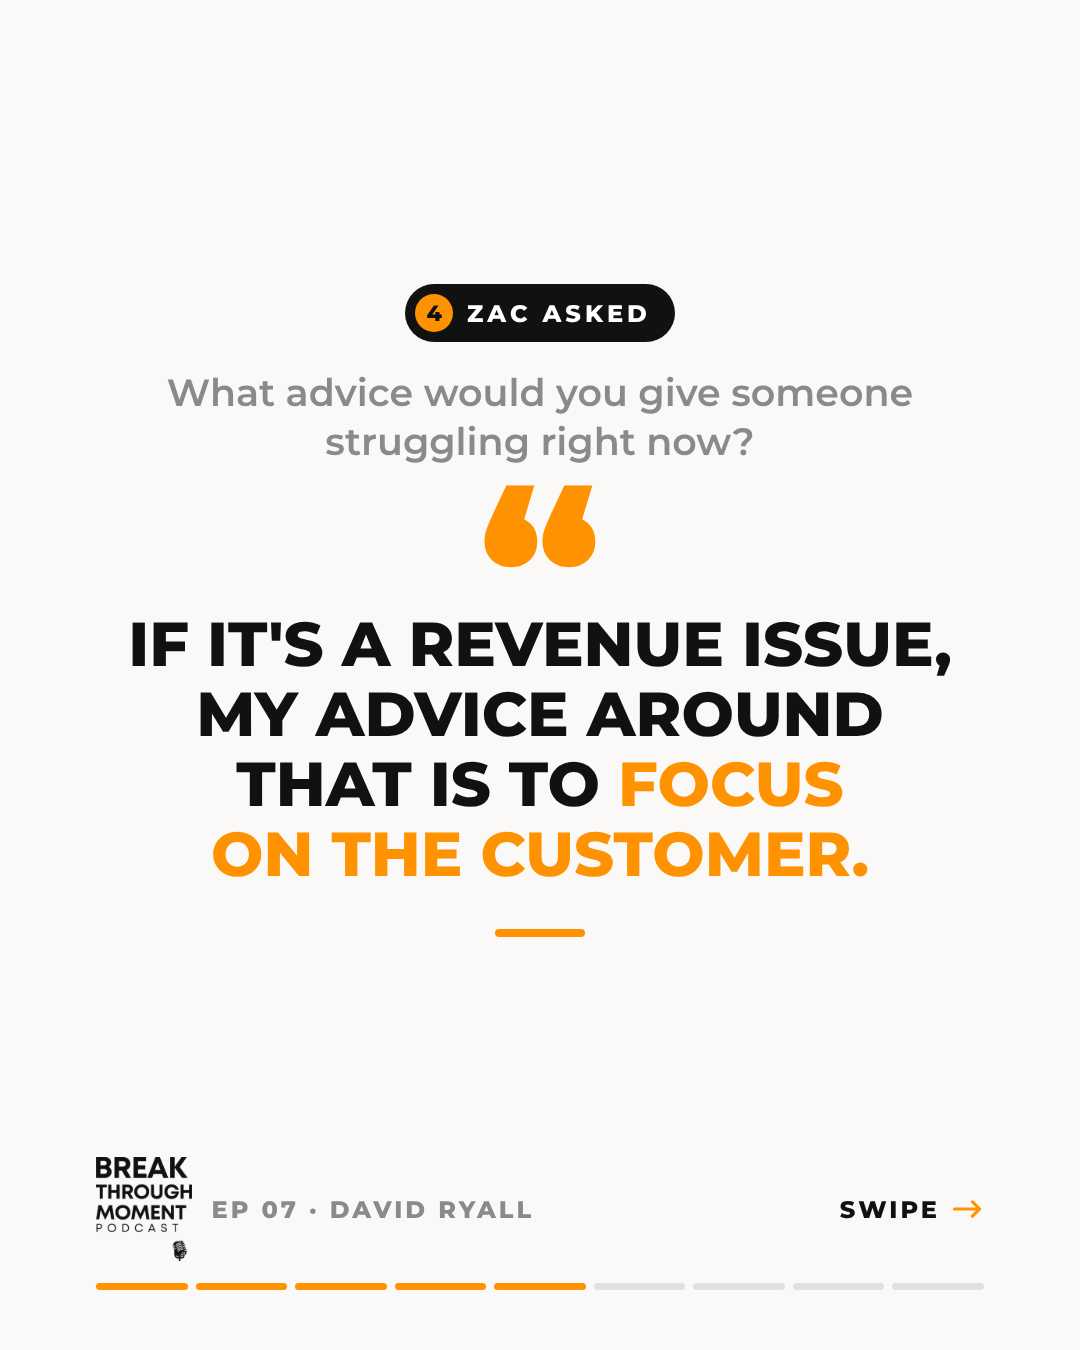 4 ZAC ASKED
What advice would you give someone
struggling right now?
“
IF IT'S A REVENUE ISSUE,
MY ADVICE AROUND
THAT IS TO FOCUS
ON THE CUSTOMER.
BREAK
THROUGH
MOMENT
PODCAST
EP 07 · DAVID RYALL
SWIPE →